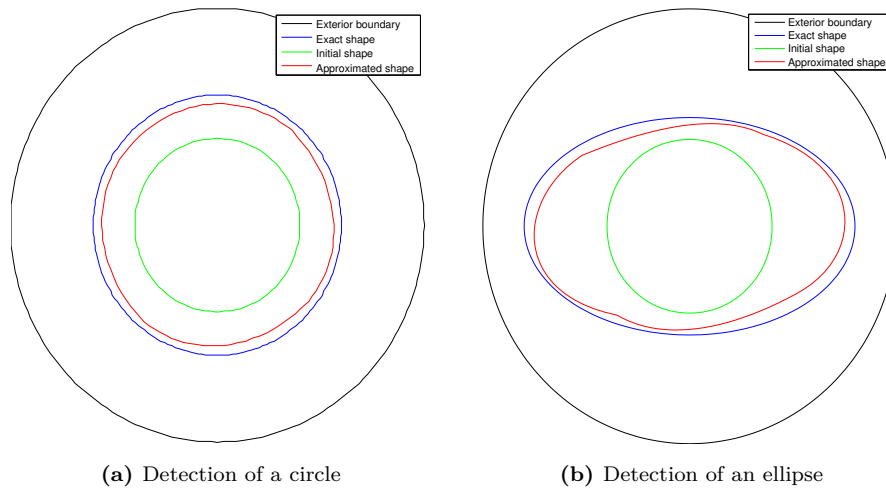 Exterior boundary
Exact shape
Initial shape
Approximated shape
Exterior boundary
Exact shape
Initial shape
Approximated shape
(a) Detection of a circle
(b) Detection of an ellipse